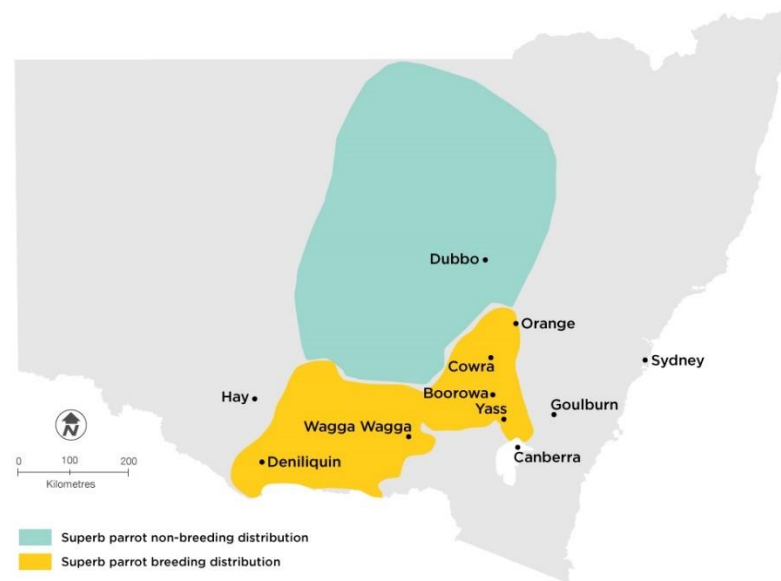 Dubbo
Orange
Cowra
Sydney
Hay
Boorowa
Goulburn
Yass
Wagga Wagga
N
Canberra
Deniliquin
0 100 200
Kilometres
Superb parrot non-breeding distribution
Superb parrot breeding distribution